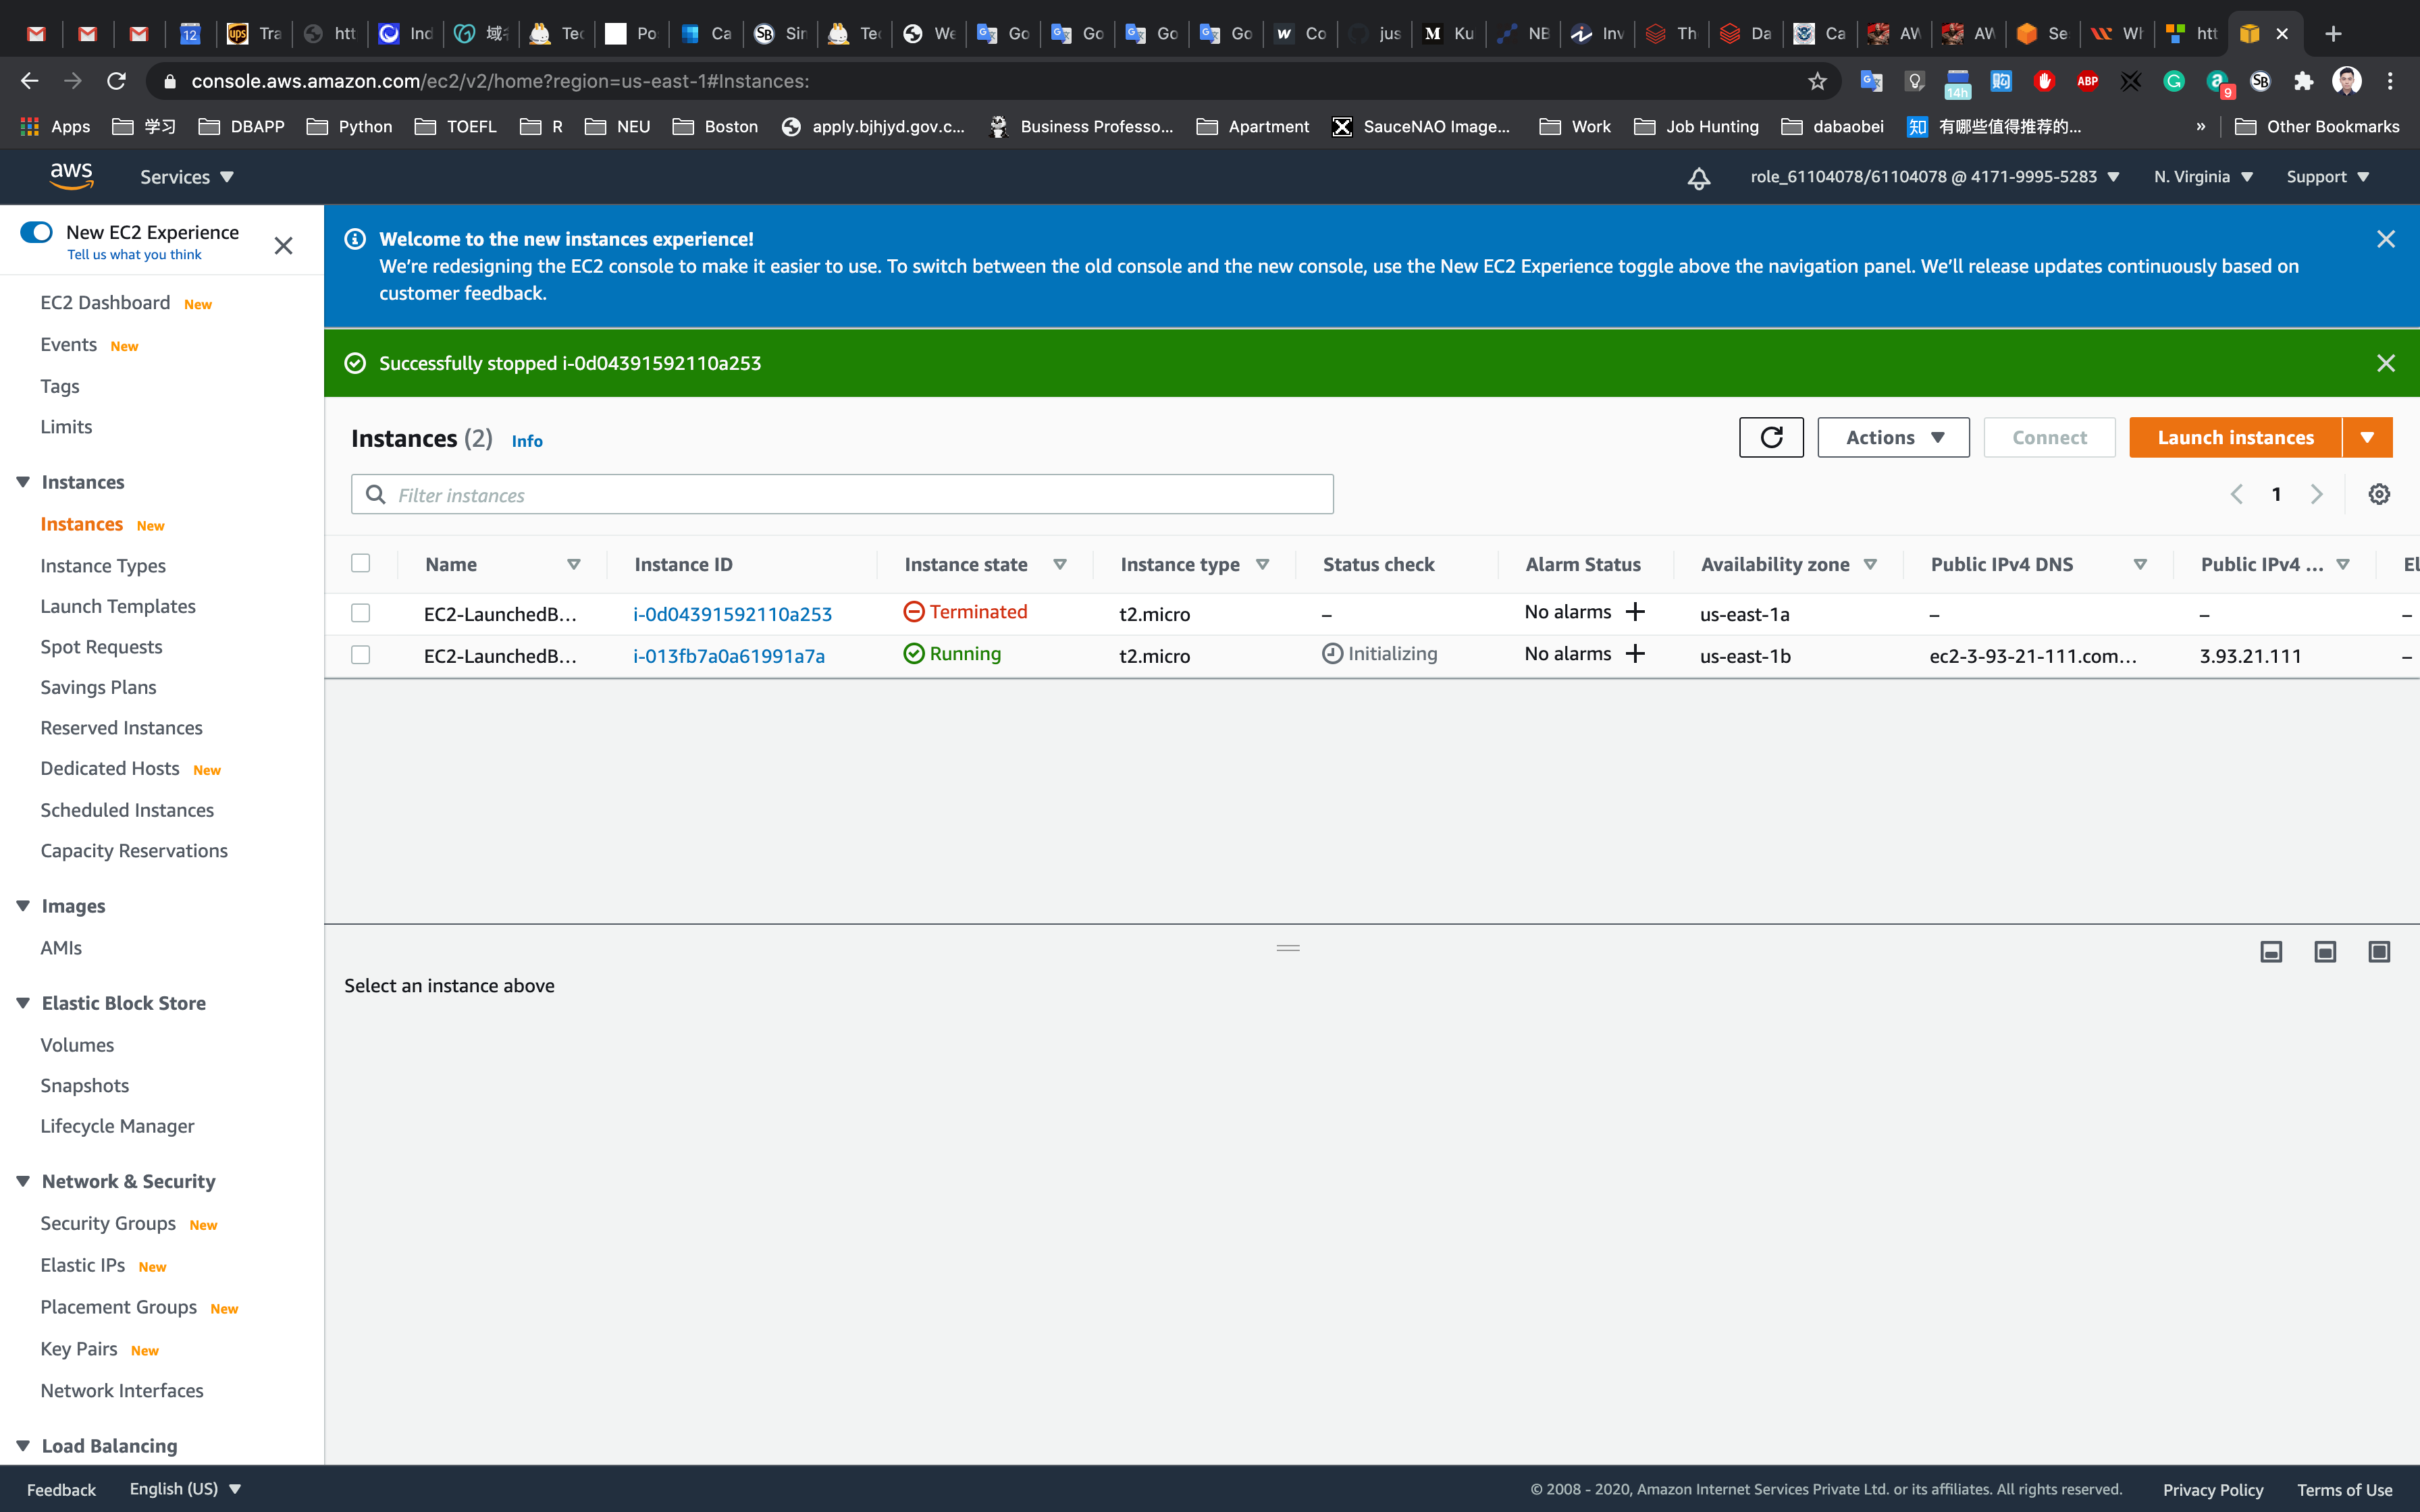 12 Tra htt Ind 域 Tec Po Ca SB Sir Tec We Go Go Go Go w Co jus M Ku NB Inv Th Da Ca AW AW Se Wh htt
console.aws.amazon.com/ec2/v2/home?region=us-east-1#Instances:
14h ABP 9 SB
Apps 学习 DBAPP Python TOEFL R NEU Boston apply.bjhjyd.gov.c... Business Professo... Apartment SauceNAO Image... Work Job Hunting dabaobei 知 有哪些值得推荐的... » Other Bookmarks
aws Services role_61104078/61104078 @ 4171-9995-5283 N. Virginia Support
New EC2 Experience
Tell us what you think
EC2 Dashboard New
Events New
Tags
Limits
Instances
Instances New
Instance Types
Launch Templates
Spot Requests
Savings Plans
Reserved Instances
Dedicated Hosts New
Scheduled Instances
Capacity Reservations
Images
AMIs
Elastic Block Store
Volumes
Snapshots
Lifecycle Manager
Network & Security
Security Groups New
Elastic IPs New
Placement Groups New
Key Pairs New
Network Interfaces
Load Balancing
Welcome to the new instances experience!
We're redesigning the EC2 console to make it easier to use. To switch between the old console and the new console, use the New EC2 Experience toggle above the navigation panel. We'll release updates continuously based on
customer feedback.
Successfully stopped i-0d04391592110a253
Instances (2) Info Actions Connect Launch instances
Filter instances 1
Name Instance ID Instance state Instance type Status check Alarm Status Availability zone Public IPv4 DNS Public IPv4 ... El
EC2-LaunchedB... i-0d04391592110a253 Terminated t2.micro – No alarms + us-east-1a – – –
EC2-LaunchedB... i-013fb7a0a61991a7a Running t2.micro Initializing No alarms + us-east-1b ec2-3-93-21-111.com... 3.93.21.111 –
Select an instance above
Feedback English (US) © 2008 - 2020, Amazon Internet Services Private Ltd. or its affiliates. All rights reserved. Privacy Policy Terms of Use